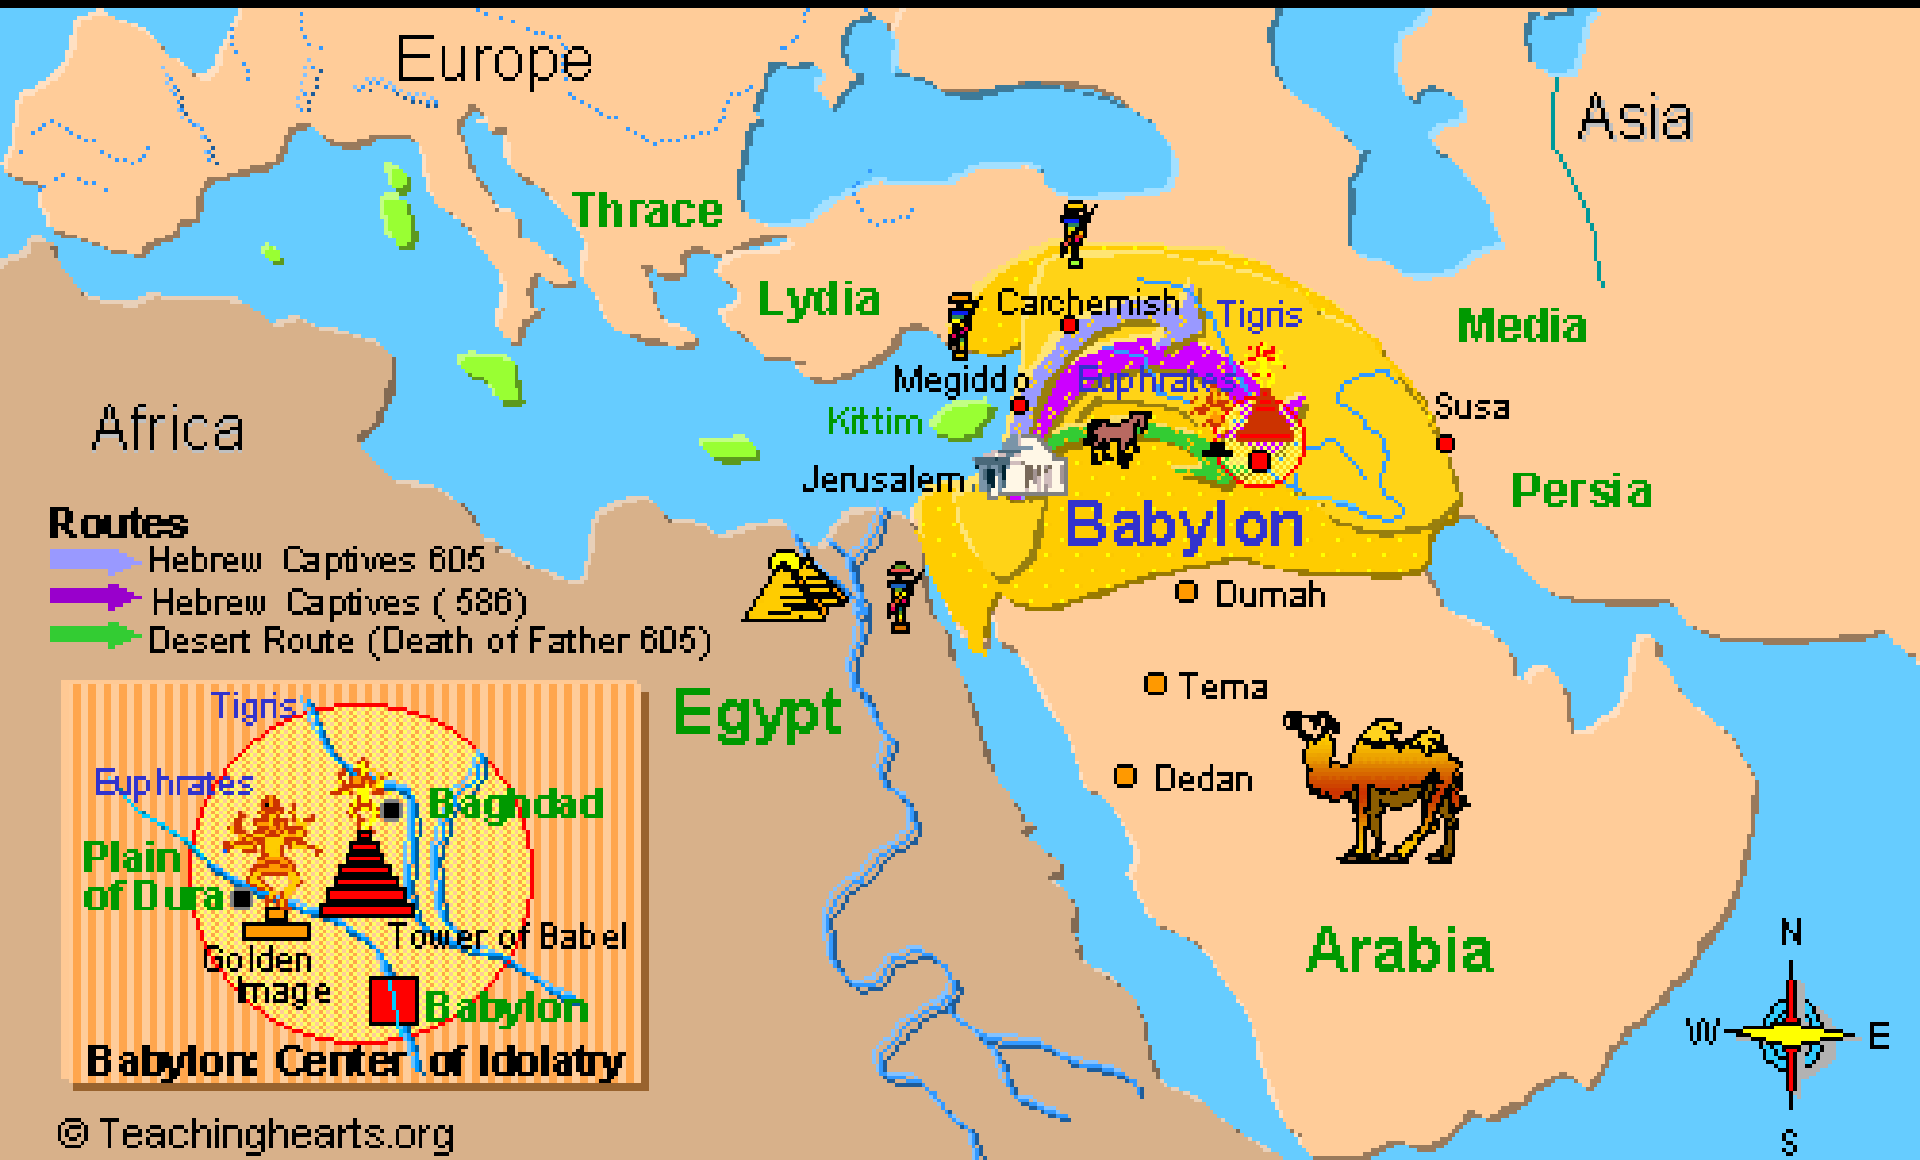 Europe
Asia
Thrace
Lydia
Carchemish
Tigris
Media
Megiddo
Euphrates
Kittim
Susa
Africa
Jerusalem
Persia
Babylon
Routes
Hebrew Captives 605
Hebrew Captives ( 586)
Desert Route (Death of Father 605)
Dumah
Tema
Egypt
Dedan
Arabia
Tigris
Euphrates
Baghdad
Plain
of Dura
Tower of Babel
Golden
Image
Babylon
Babylon: Center of Idolatry
© Teachinghearts.org
N
W
E
S